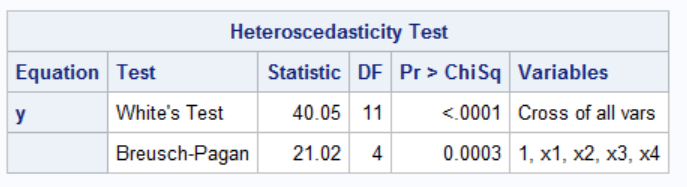 Heteroscedasticity Test
Equation Test Statistic DF Pr > ChiSq Variables
y White's Test 40.05 11 <.0001 Cross of all vars
Breusch-Pagan 21.02 4 0.0003 1, x1, x2, x3, x4